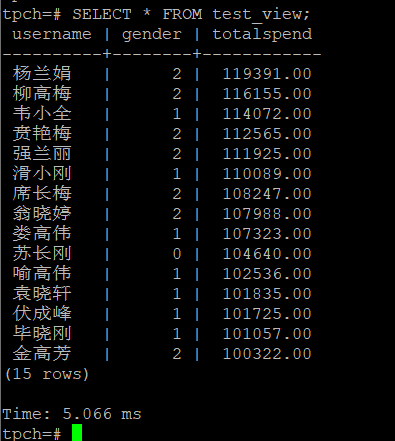 tpch=# SELECT * FROM test_view;
 username | gender | totalspend
----------+--------+------------
 杨兰娟   |      2 |  119391.00
 柳高梅   |      2 |  116155.00
 韦小全   |      1 |  114072.00
 贲艳梅   |      2 |  112565.00
 强兰丽   |      2 |  111925.00
 滑小刚   |      1 |  110089.00
 席长梅   |      2 |  108247.00
 翁晓婷   |      2 |  107988.00
 娄高伟   |      1 |  107323.00
 苏长刚   |      0 |  104640.00
 喻高伟   |      1 |  102536.00
 袁晓轩   |      1 |  101835.00
 伏成峰   |      1 |  101725.00
 毕晓刚   |      1 |  101057.00
 金高芳   |      2 |  100322.00
(15 rows)
Time: 5.066 ms
tpch=#